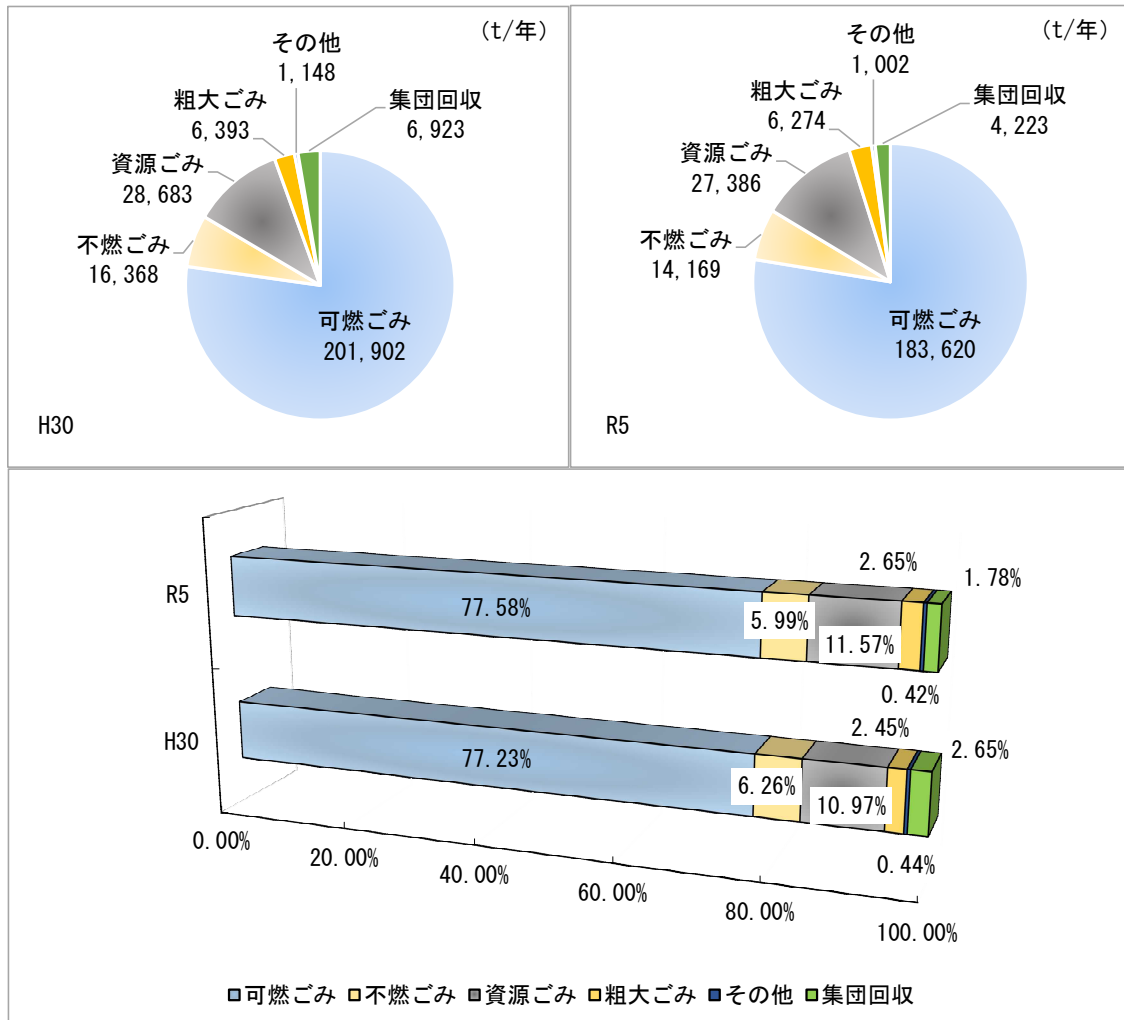 (t/年)
その他
1,148
粗大ごみ
6,393
集団回収
6,923
資源ごみ
28,683
不燃ごみ
16,368
可燃ごみ
201,902
H30
(t/年)
その他
1,002
粗大ごみ
6,274
集団回収
4,223
資源ごみ
27,386
不燃ごみ
14,169
可燃ごみ
183,620
R5
R5
77.58%
5.99%
11.57%
2.65%
0.42%
1.78%
H30
77.23%
6.26%
10.97%
2.45%
0.44%
2.65%
0.00%
20.00%
40.00%
60.00%
80.00%
100.00%
可燃ごみ 不燃ごみ 資源ごみ 粗大ごみ その他 集団回収